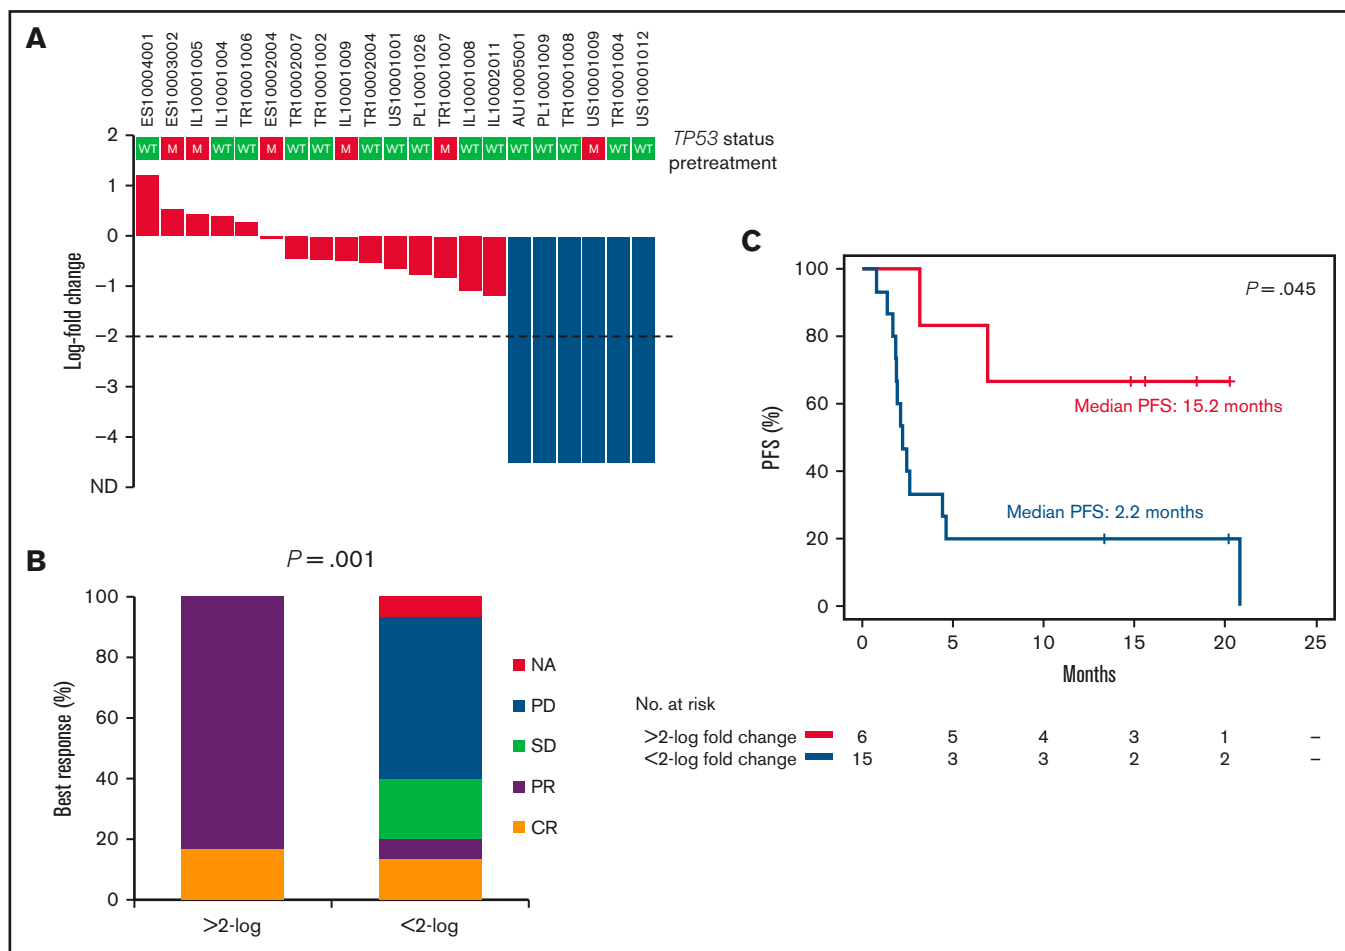 A
ES10004001
ES10003002
IL10001005
IL10001004
TR10001006
ES10002004
TR10002007
TR10001002
IL10001009
TR10002004
US10001001
PL10001026
TR10001007
IL10001008
IL10002011
AU10005001
PL10001009
TR10001008
US10001009
TR10001004
US10001012
WT M M WT WT M WT WT M WT WT WT M WT WT WT WT WT M WT WT
TP53 status
pretreatment
2
1
0
−1
−2
−3
−4
ND
Log-fold change
B
P = .001
100
80
60
40
20
0
Best response (%)
>2-log
<2-log
NA
PD
SD
PR
CR
C
P = .045
100
80
60
40
20
0
PFS (%)
Median PFS: 15.2 months
Median PFS: 2.2 months
0 5 10 15 20 25
Months
No. at risk
>2-log fold change 6 5 4 3 1 –
<2-log fold change 15 3 3 2 2 –